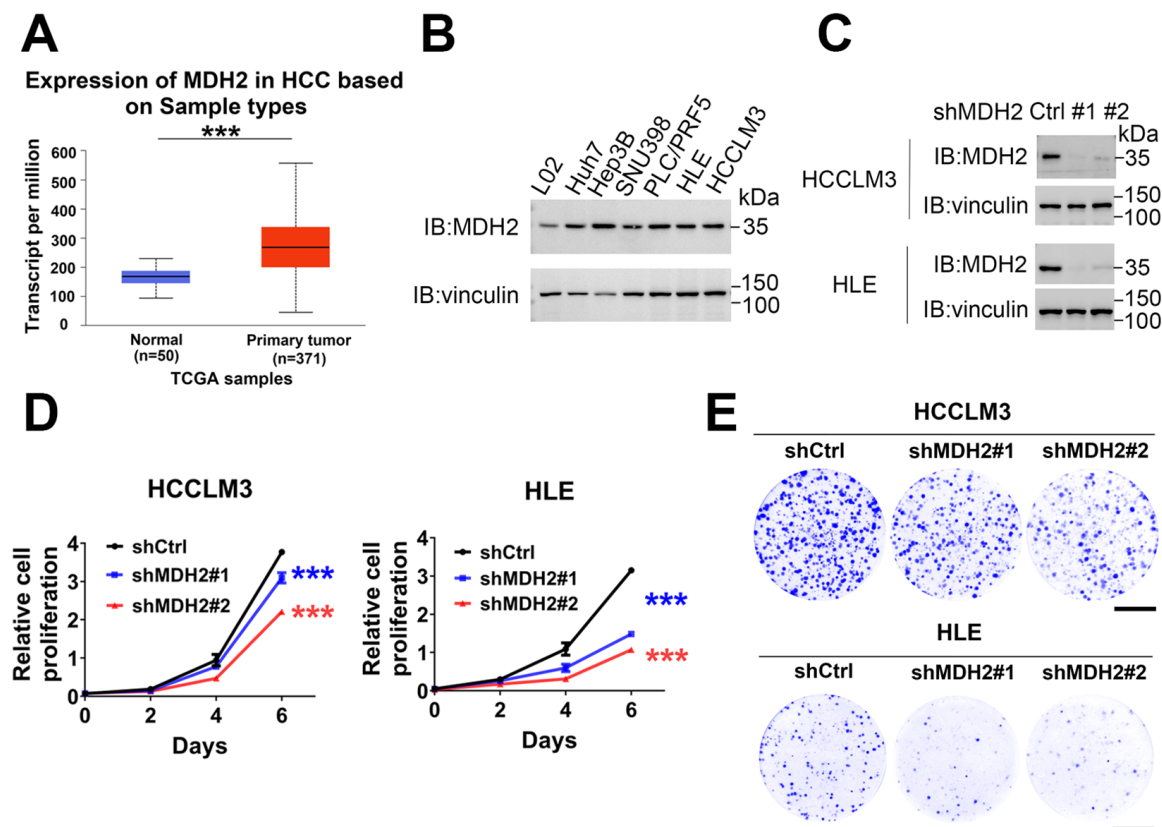 A
Expression of MDH2 in HCC based
on Sample types
***
600
500
400
300
200
100
0
Transcript per million
Normal
(n=50)
Primary tumor
(n=371)
TCGA samples
B
L02
Huh7
Hep3B
SNU398
PLC/PRF5
HLE
HCCLM3
kDa
IB:MDH2
35
IB:vinculin
150
100
C
shMDH2 Ctrl #1 #2
kDa
HCCLM3
IB:MDH2
35
IB:vinculin
150
100
HLE
IB:MDH2
35
IB:vinculin
150
100
D
HCCLM3
Relative cell
proliferation
4
3
2
1
0
shCtrl
shMDH2#1
shMDH2#2
***
***
0 2 4 6
Days
HLE
Relative cell
proliferation
4
3
2
1
0
shCtrl
shMDH2#1
shMDH2#2
***
***
0 2 4 6
Days
E
HCCLM3
shCtrl shMDH2#1 shMDH2#2
HLE
shCtrl shMDH2#1 shMDH2#2